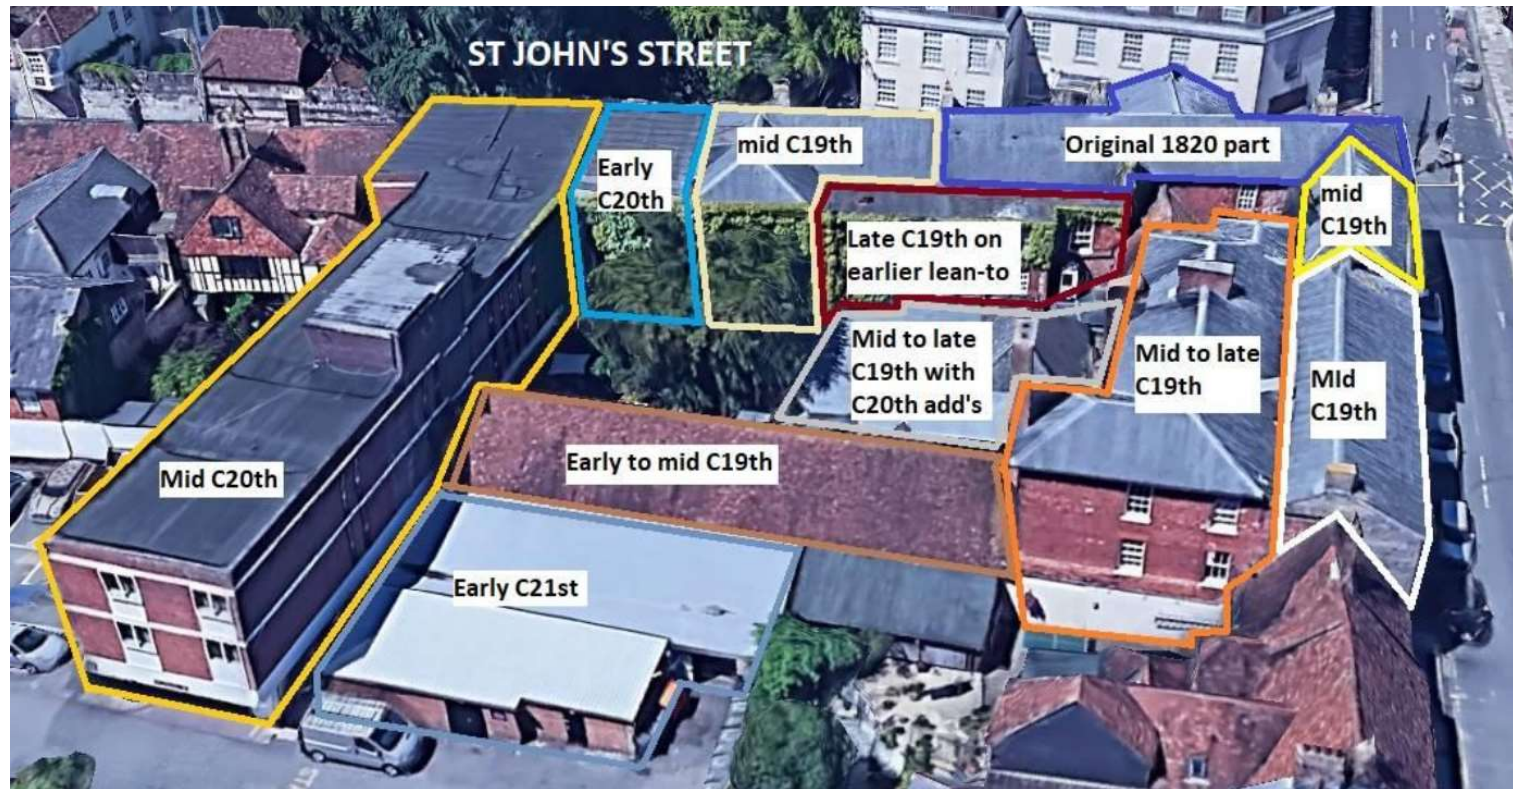 ST JOHN'S STREET
mid C19th
Original 1820 part
Early
C20th
mid
C19th
Late C19th on
earlier lean-to
Mid to late
C19th with
C20th add's
Mid to late
C19th
MId
C19th
Early to mid C19th
Mid C20th
Early C21st